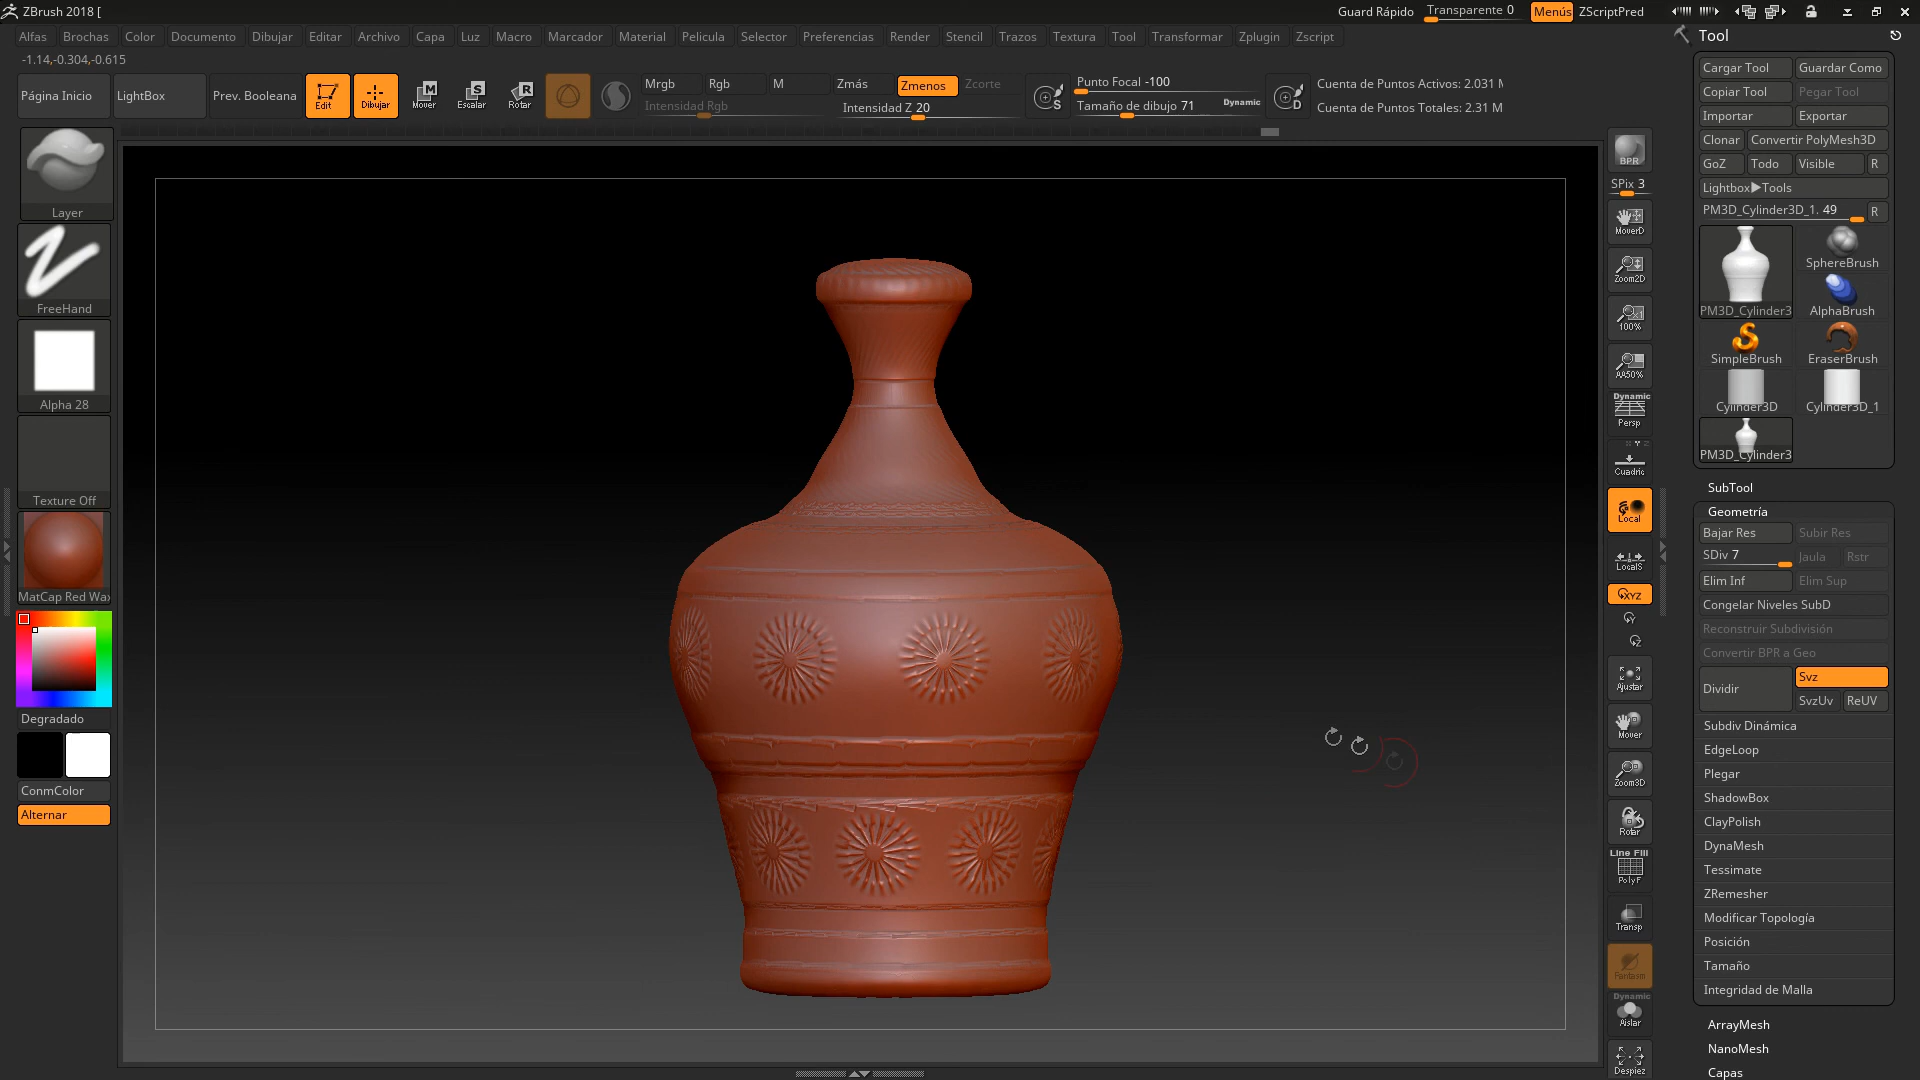 ZBrush 2018 [
Guard Rápido Transparente 0 Menús ZScriptPred
Alfas Brochas Color Documento Dibujar Editar Archivo Capa Luz Macro Marcador Material Pelicula Selector Preferencias Render Stencil Trazos Textura Tool Transformar Zplugin Zscript
-1.14,-0.304,-0.615
Página Inicio LightBox Prev. Booleana Edit Dibujar Mover Escalar Rotar
Mrgb Rgb M Zmás Zmenos Zcorte
Intensidad Rgb Intensidad Z 20
Punto Focal -100
Tamaño de dibujo 71 Dynamic
Cuenta de Puntos Activos: 2.031 M
Cuenta de Puntos Totales: 2.31 M
Layer
FreeHand
Alpha 28
Texture Off
MatCap Red Wax
Degradado
ConmColor
Alternar
BPR
SPix 3
MoverD
Zoom2D
100%
AA50%
Dynamic
Persp
Cuadric
Local
LocalS
XYZ
Ajustar
Mover
Zoom3D
Rotar
Line Fill
PolyF
Transp
Fantasm
Dynamic
Aislar
Despiez
Tool
Cargar Tool Guardar Como
Copiar Tool Pegar Tool
Importar Exportar
Clonar Convertir PolyMesh3D
GoZ Todo Visible R
Lightbox▶Tools
PM3D_Cylinder3D_1. 49 R
PM3D_Cylinder3
SphereBrush
AlphaBrush
SimpleBrush
EraserBrush
Cylinder3D
Cylinder3D_1
PM3D_Cylinder3
SubTool
Geometría
Bajar Res Subir Res
SDiv 7 Jaula Rstr
Elim Inf Elim Sup
Congelar Niveles SubD
Reconstruir Subdivisión
Convertir BPR a Geo
Dividir Svz
SvzUv ReUV
Subdiv Dinámica
EdgeLoop
Plegar
ShadowBox
ClayPolish
DynaMesh
Tessimate
ZRemesher
Modificar Topología
Posición
Tamaño
Integridad de Malla
ArrayMesh
NanoMesh
Capas